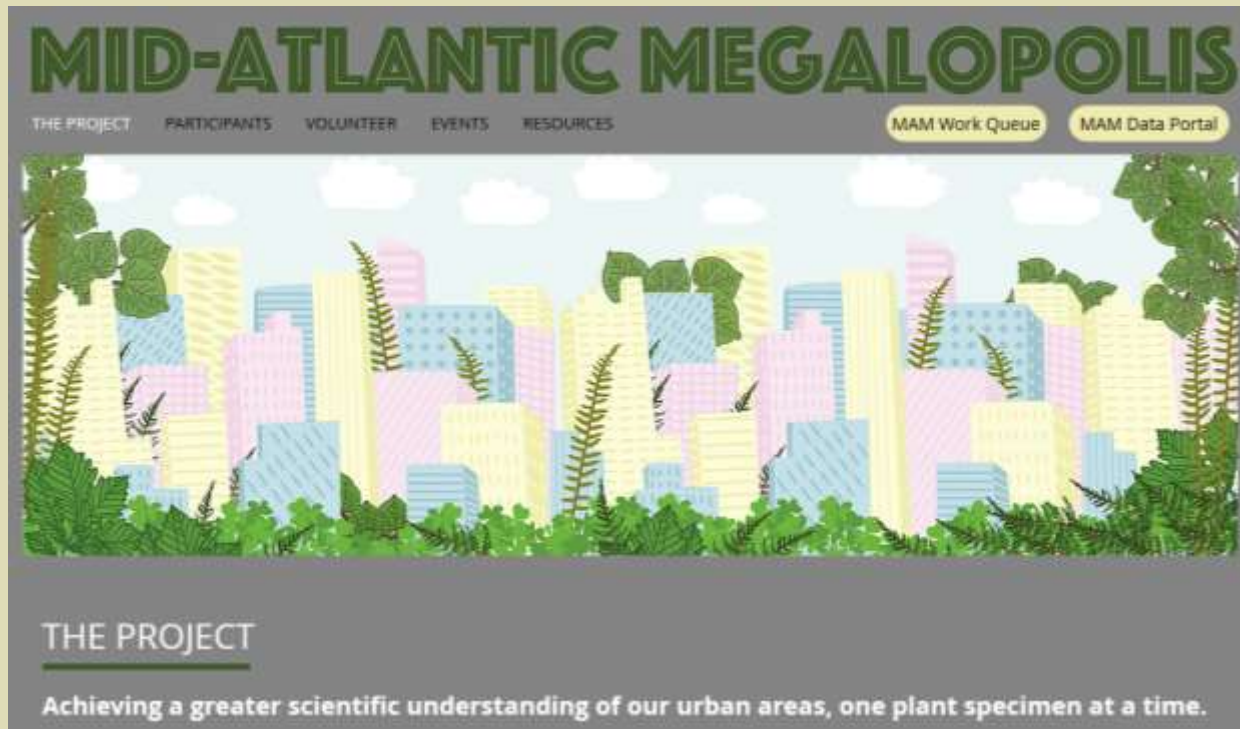 MID-ATLANTIC MEGALOPOLIS
THE PROJECT PARTICIPANTS VOLUNTEER EVENTS RESOURCES MAM Work Queue MAM Data Portal
THE PROJECT
Achieving a greater scientific understanding of our urban areas, one plant specimen at a time.